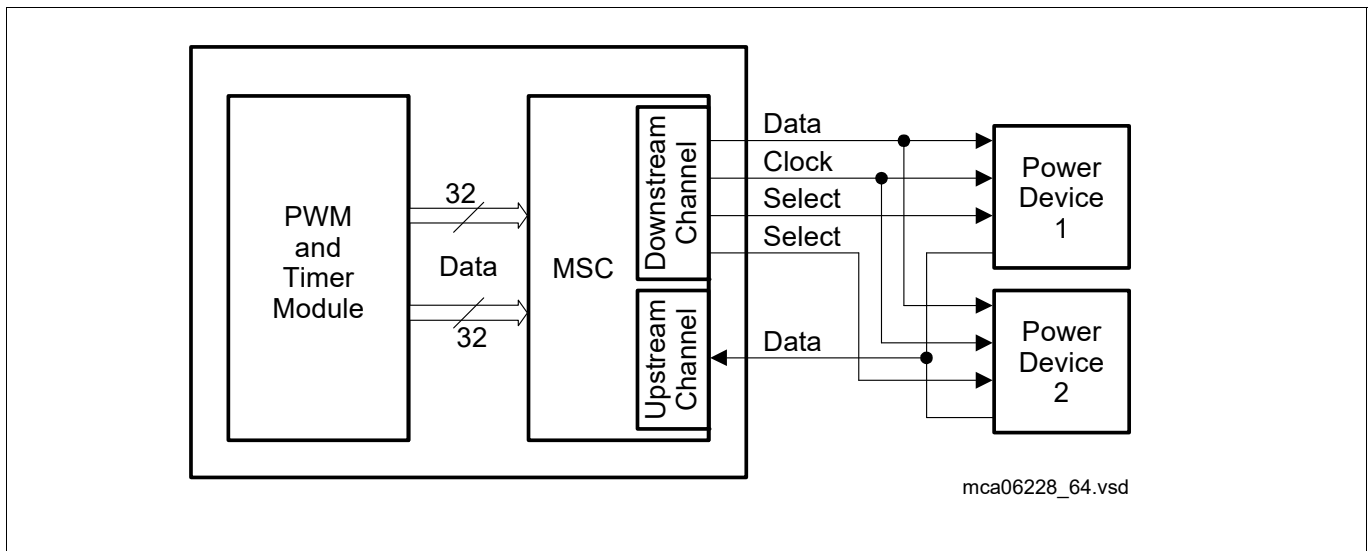 PWM
and
Timer
Module
32
Data
32
MSC
Downstream
Channel
Upstream
Channel
Data
Clock
Select
Select
Data
Power
Device
1
Power
Device
2
mca06228_64.vsd